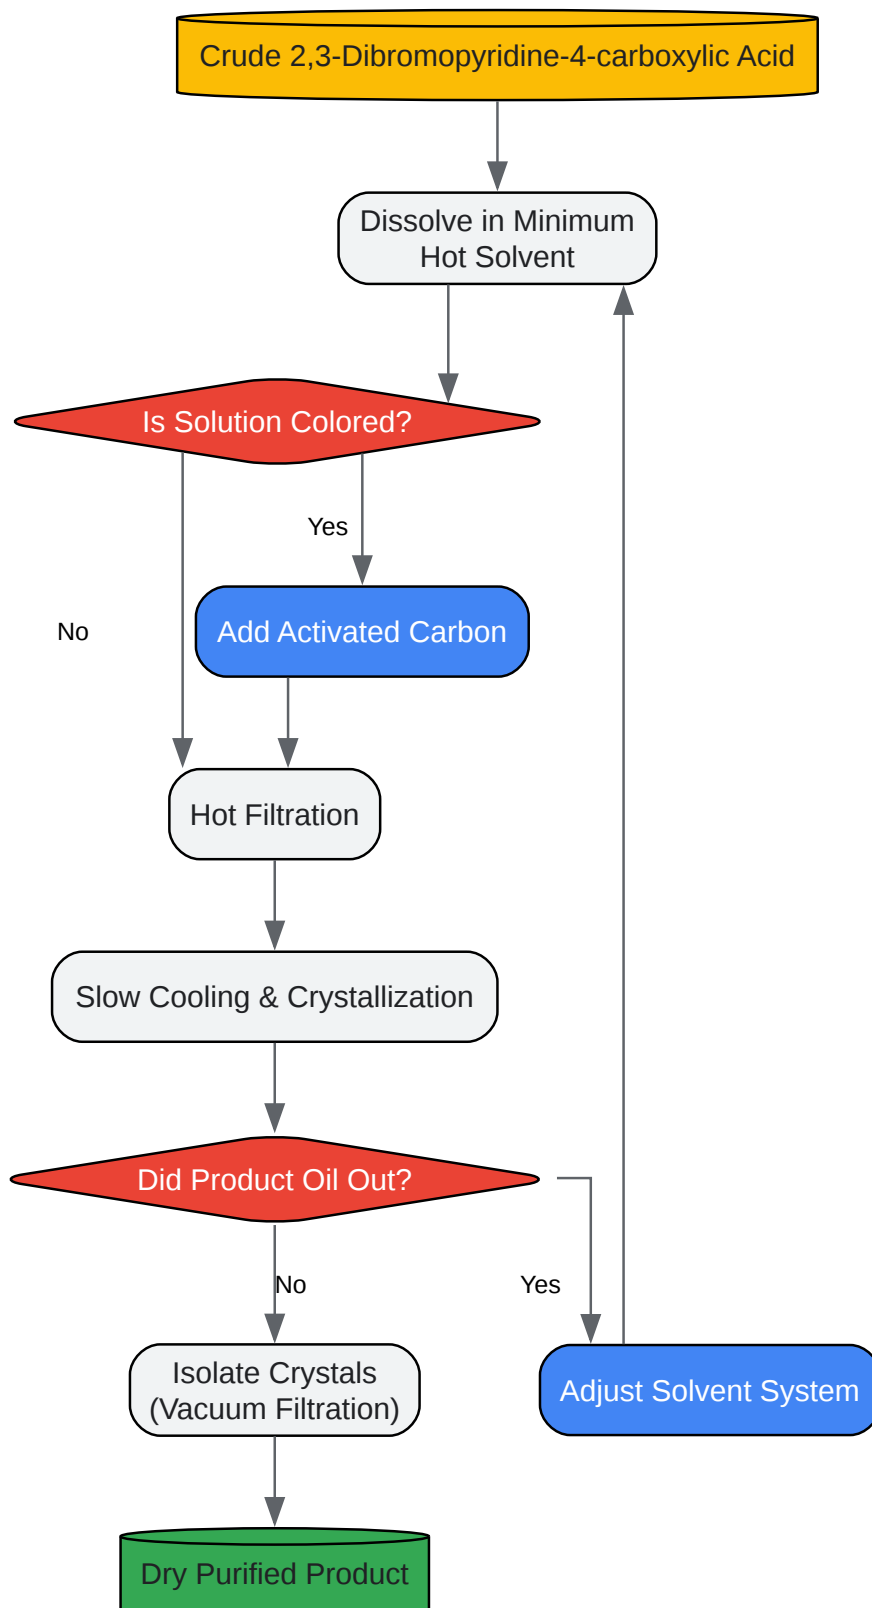 Crude 2,3-Dibromopyridine-4-carboxylic Acid
Dissolve in Minimum
Hot Solvent
Is Solution Colored?
Yes
No
Add Activated Carbon
Hot Filtration
Slow Cooling & Crystallization
Did Product Oil Out?
No
Yes
Isolate Crystals
(Vacuum Filtration)
Adjust Solvent System
Dry Purified Product